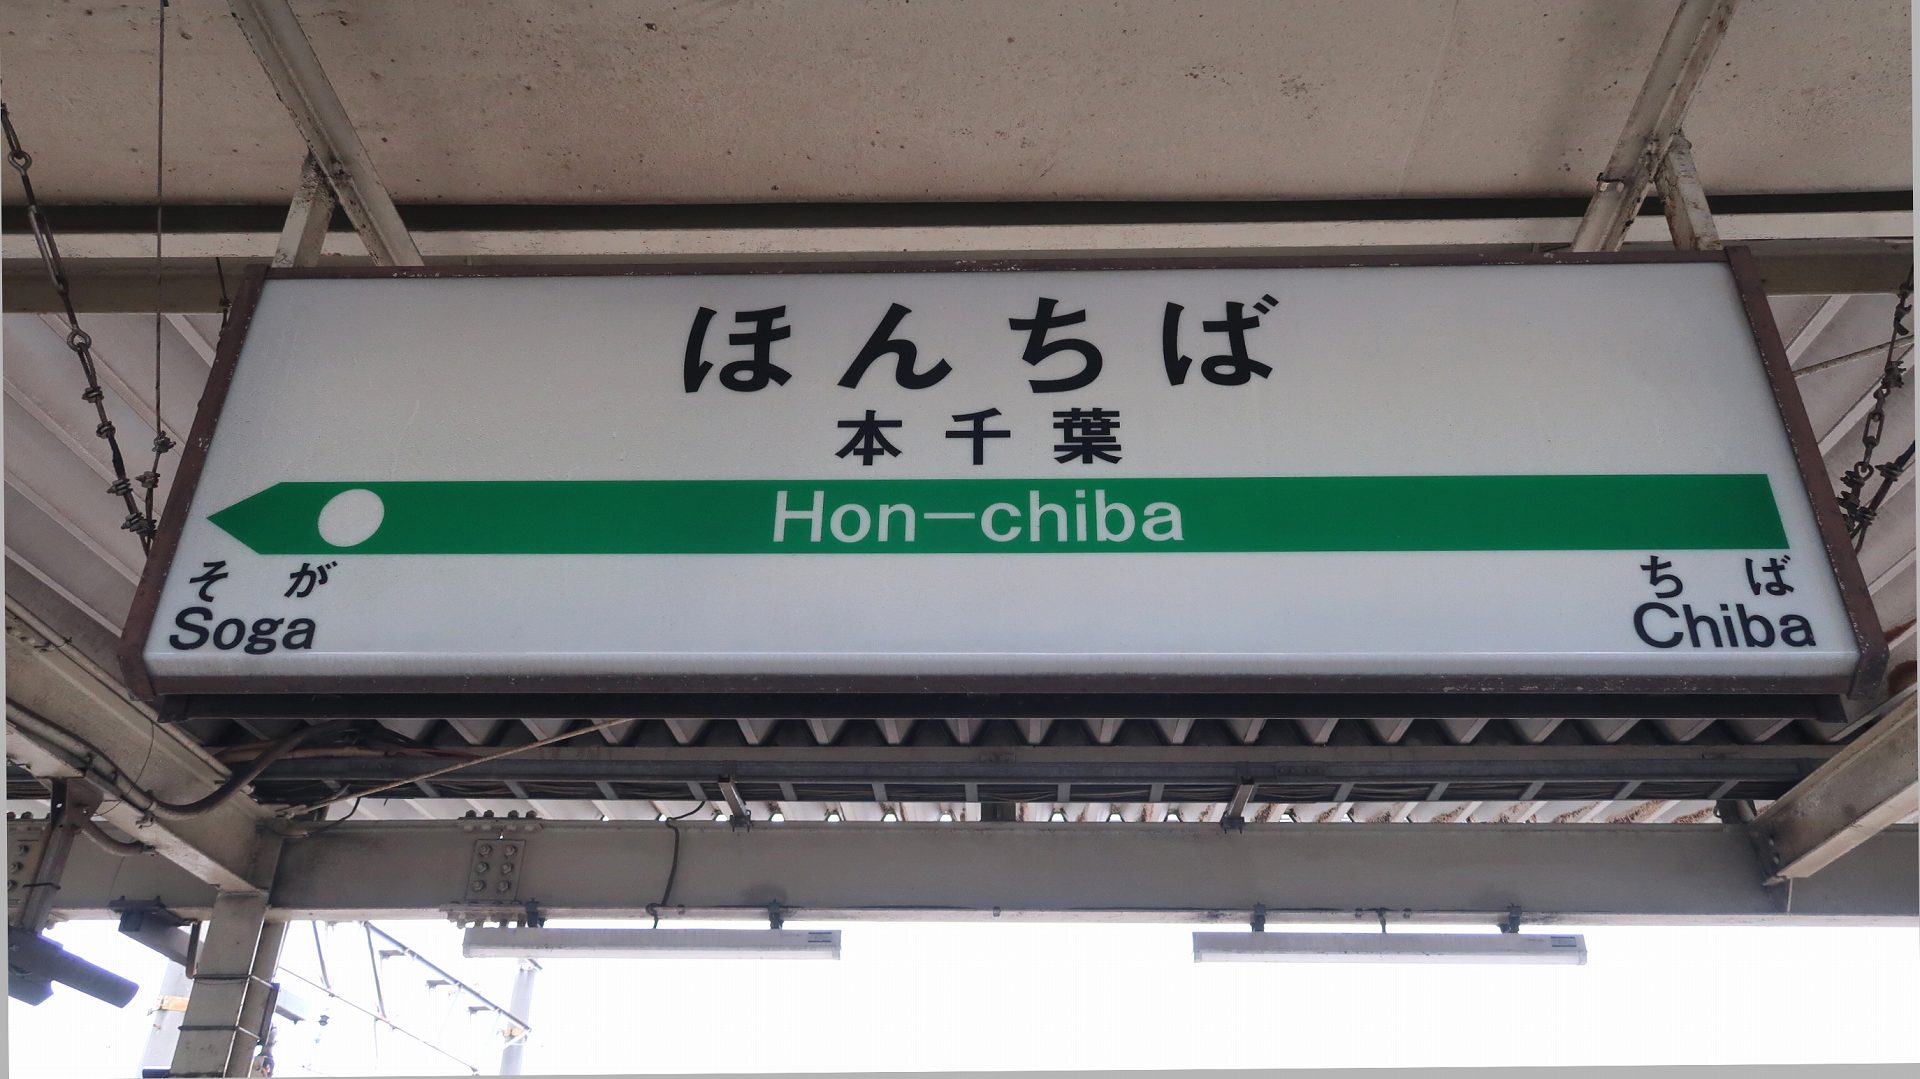 ほんちば
本千葉
Hon-chiba
そが
Soga
ちば
Chiba